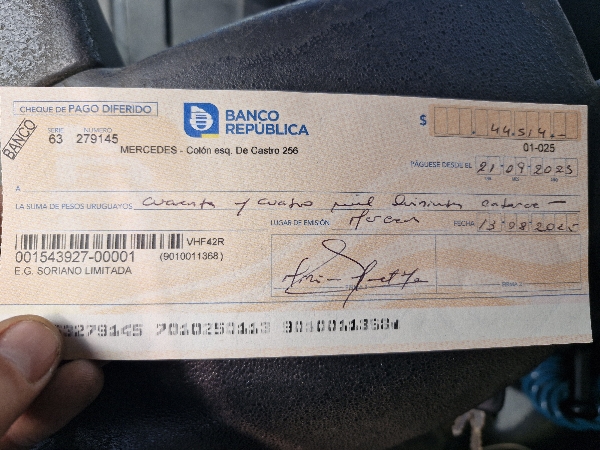 CHEQUE DE PAGO DIFERIDO
BANCO
SERIE NÚMERO
63 279145
BANCO
REPÚBLICA
MERCEDES - Colón esq. De Castro 256
$ 44.514.-
01-025
PÁGUESE DESDE EL 21-09-2025
A
LA SUMA DE PESOS URUGUAYOS Cuarenta y cuatro mil quinientos catorce —
LUGAR DE EMISIÓN Mercedes
FECHA 13-08-2025
VHF42R
001543927-00001 (9010011368)
E.G. SORIANO LIMITADA
FIRMA 2